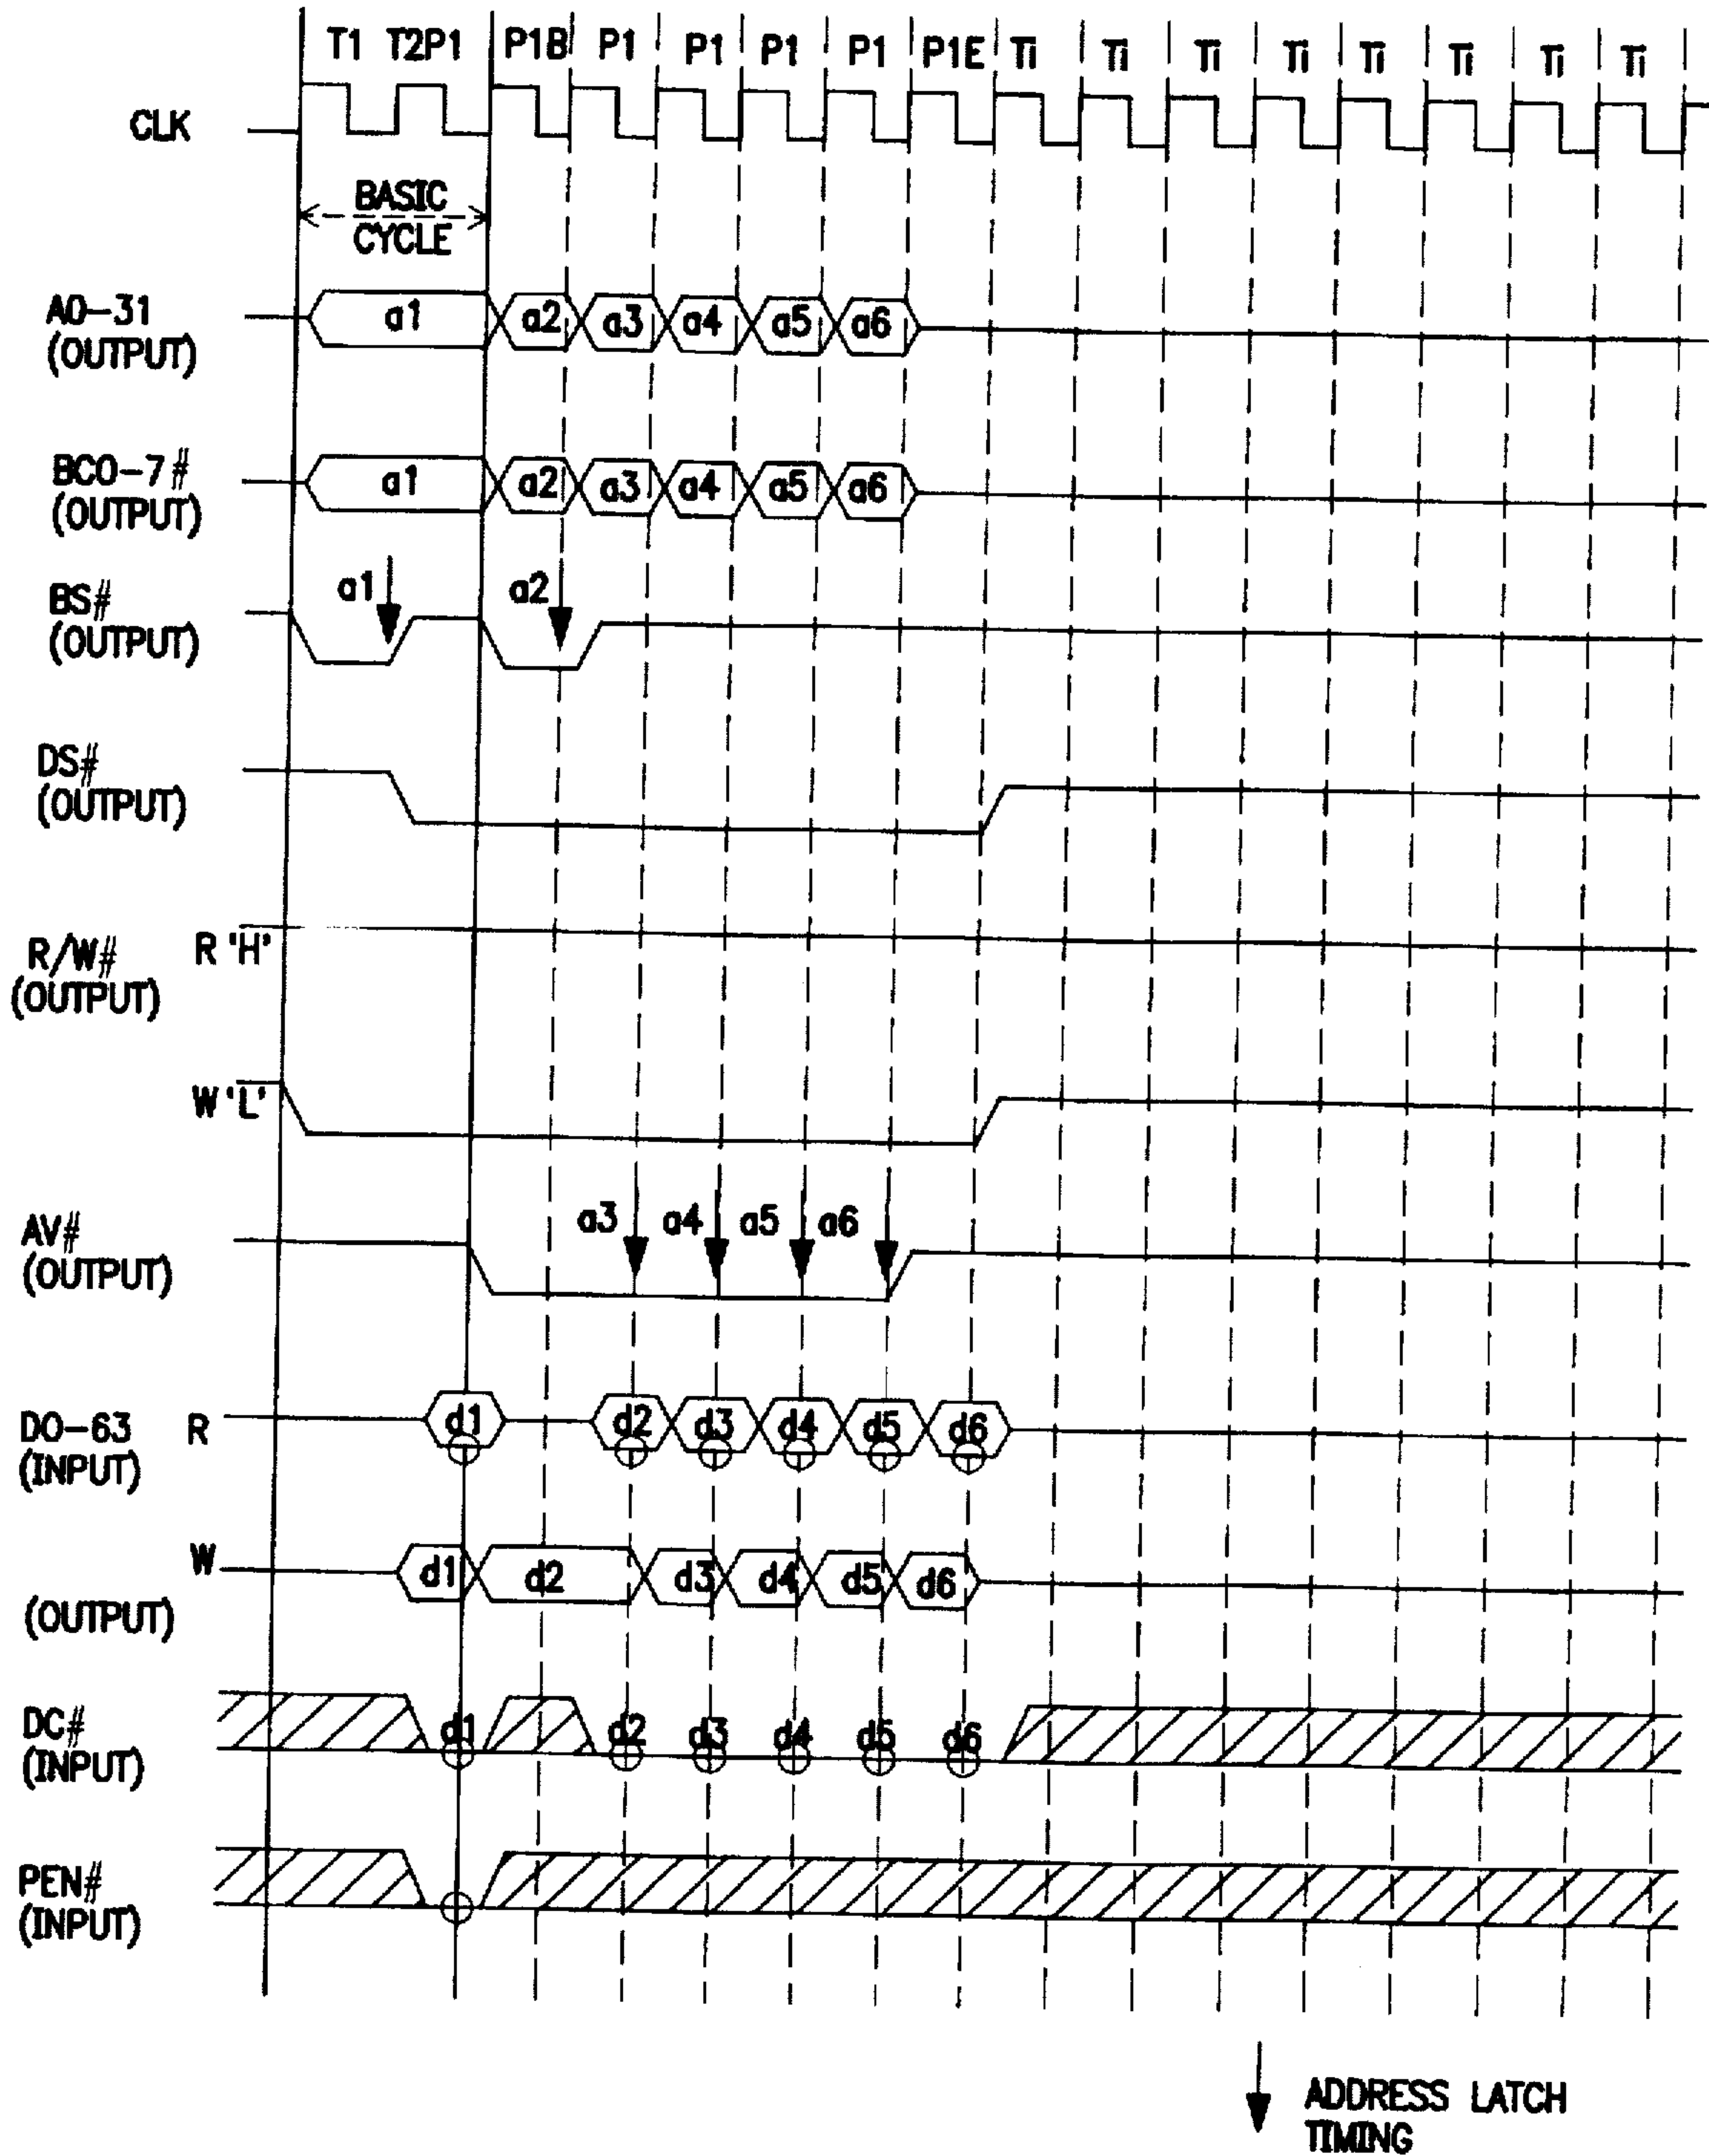 T1 T2P1 P1B P1 P1 P1 P1 P1E Ti Ti Ti Ti Ti Ti Ti Ti
CLK
BASIC
CYCLE
A0-31
(OUTPUT)
a1 a2 a3 a4 a5 a6
BC0-7#
(OUTPUT)
a1 a2 a3 a4 a5 a6
BS#
(OUTPUT)
a1 a2
DS#
(OUTPUT)
R/W#
(OUTPUT)
R 'H'
W 'L'
AV#
(OUTPUT)
a3 a4 a5 a6
D0-63 R
(INPUT)
d1 d2 d3 d4 d5 d6
W
(OUTPUT)
d1 d2 d3 d4 d5 d6
DC#
(INPUT)
d1 d2 d3 d4 d5 d6
PEN#
(INPUT)
ADDRESS LATCH
TIMING